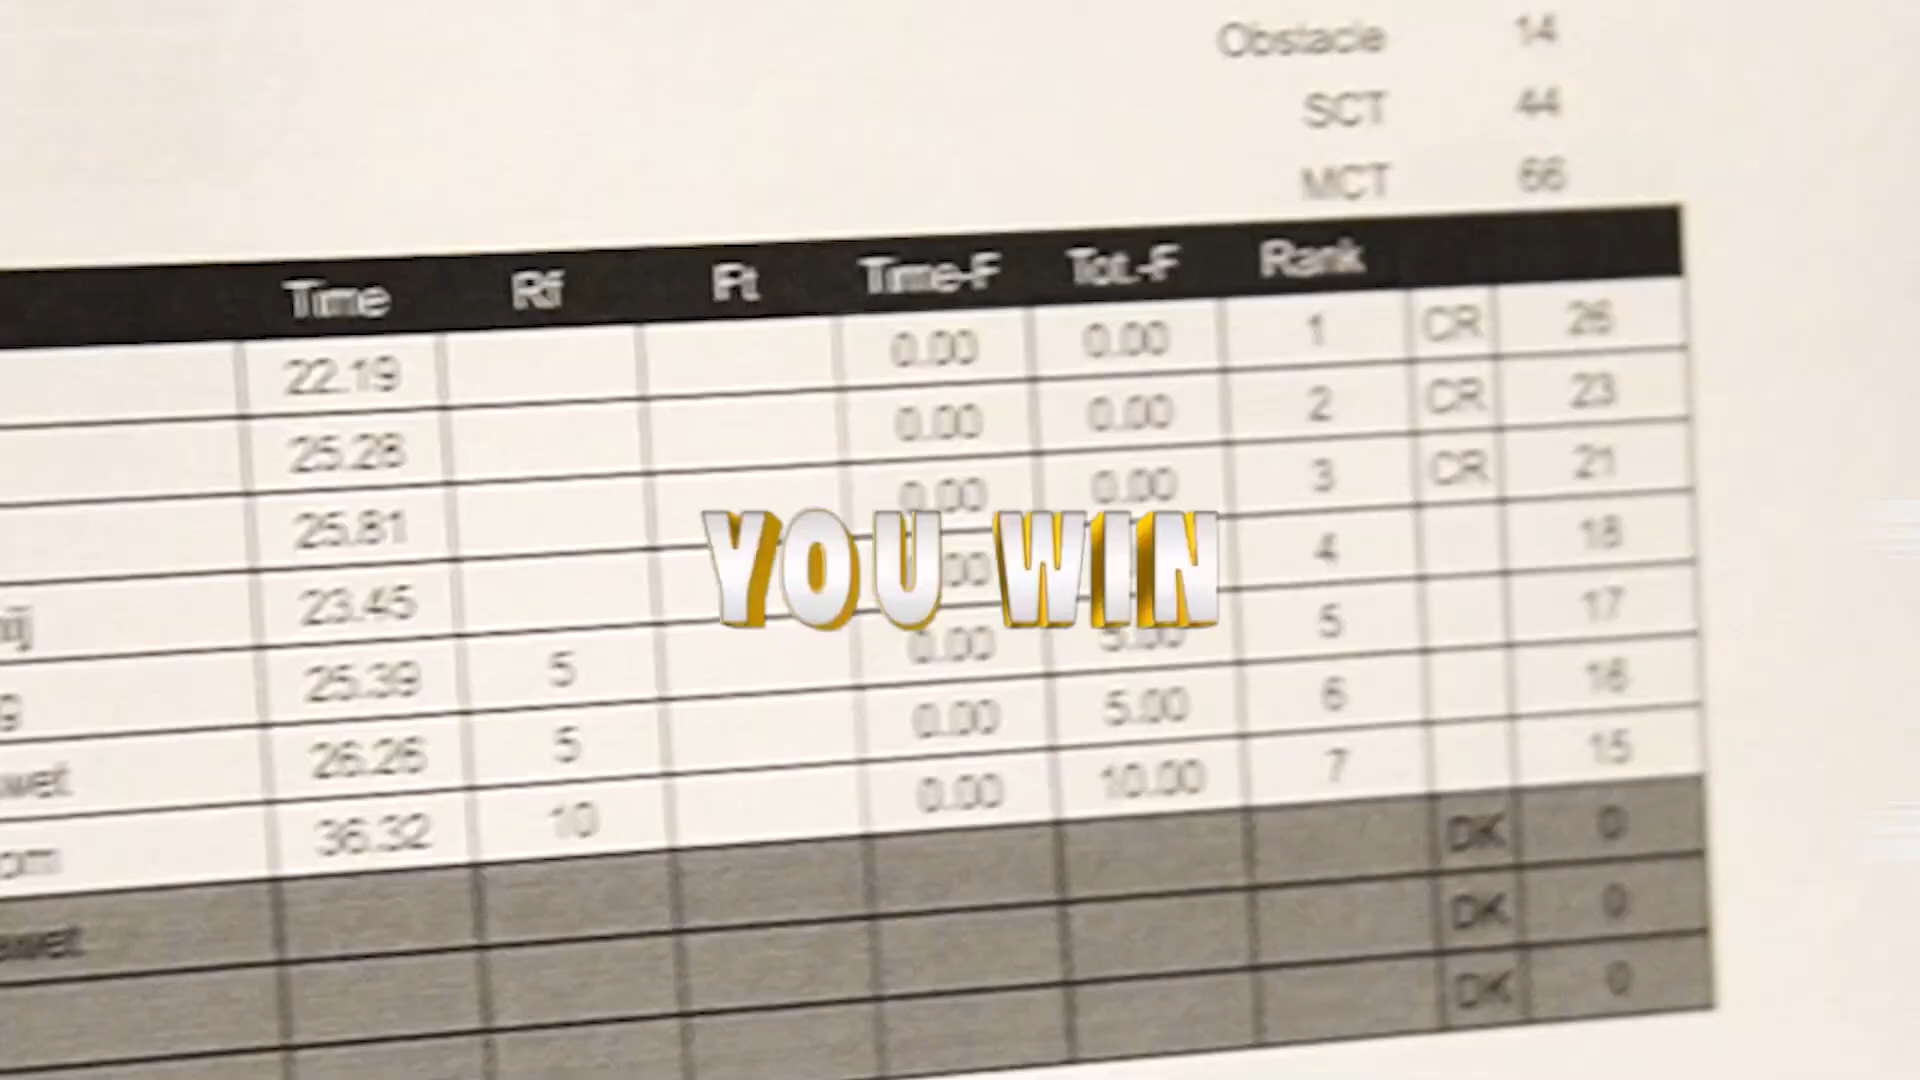 Obstacle 14
SCT 44
MCT 66
Time Rf Ft Time-F Tot.-F Rank
22.19 0.00 0.00 1 CR 26
25.28 0.00 0.00 2 CR 23
25.81 0.00 0.00 3 CR 21
23.45 00 4 18
25.39 5 0.00 5.00 5 17
26.26 5 0.00 5.00 6 16
36.32 10 0.00 10.00 7 15
DK 0
DK 0
DK 0
YOU WIN